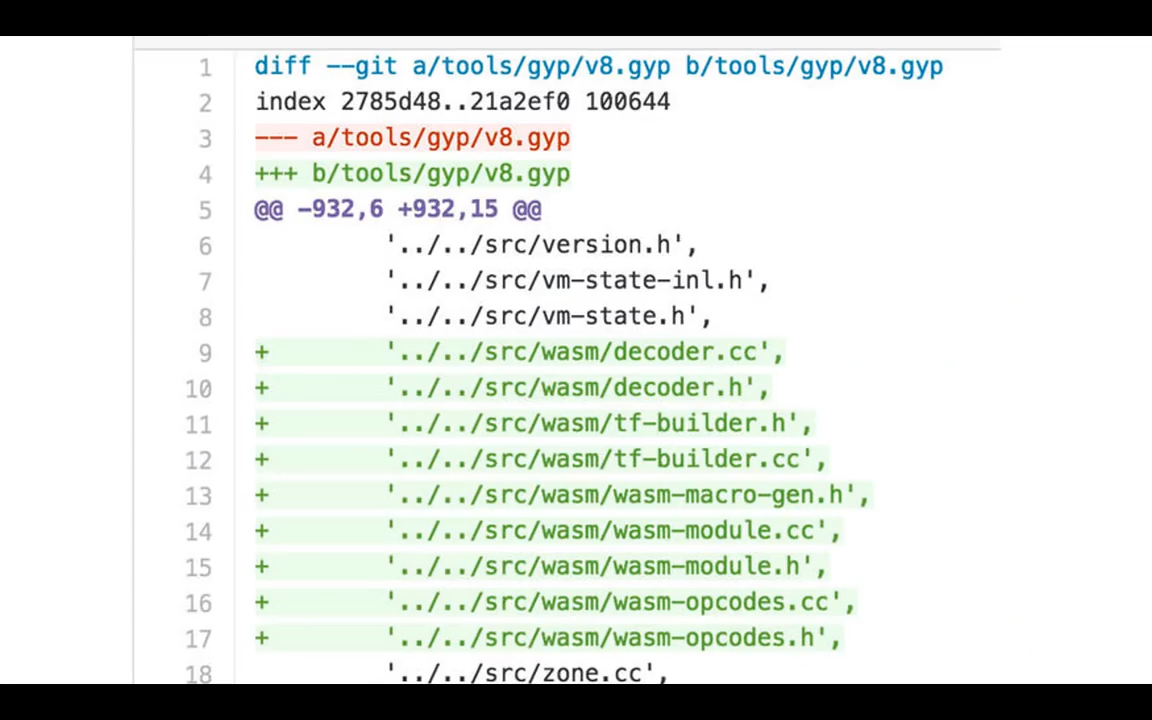 1 diff --git a/tools/gyp/v8.gyp b/tools/gyp/v8.gyp
2 index 2785d48..21a2ef0 100644
3 --- a/tools/gyp/v8.gyp
4 +++ b/tools/gyp/v8.gyp
5 @@ -932,6 +932,15 @@
6 '../../src/version.h',
7 '../../src/vm-state-inl.h',
8 '../../src/vm-state.h',
9 + '../../src/wasm/decoder.cc',
10 + '../../src/wasm/decoder.h',
11 + '../../src/wasm/tf-builder.h',
12 + '../../src/wasm/tf-builder.cc',
13 + '../../src/wasm/wasm-macro-gen.h',
14 + '../../src/wasm/wasm-module.cc',
15 + '../../src/wasm/wasm-module.h',
16 + '../../src/wasm/wasm-opcodes.cc',
17 + '../../src/wasm/wasm-opcodes.h',
18 '../../src/zone.cc',